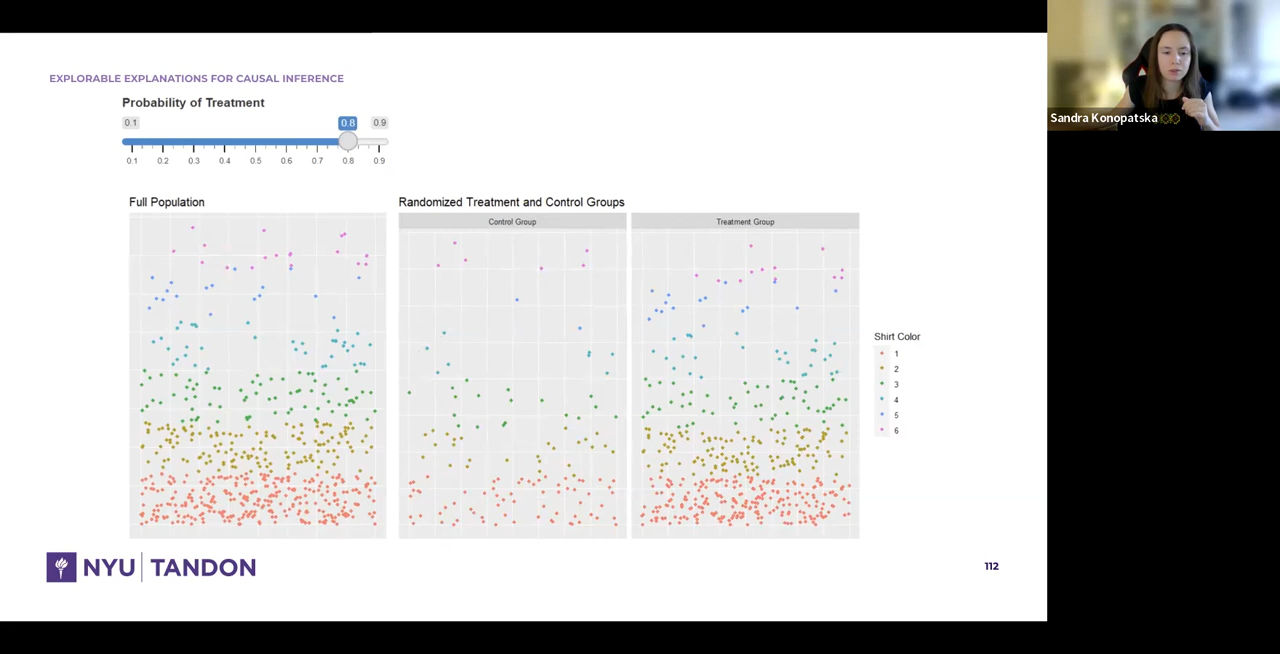 EXPLORABLE EXPLANATIONS FOR CAUSAL INFERENCE
Probability of Treatment
0.1 0.8 0.9
0.1 0.2 0.3 0.4 0.5 0.6 0.7 0.8 0.9
Full Population
Randomized Treatment and Control Groups
Control Group
Treatment Group
Shirt Color
1
2
3
4
5
6
NYU TANDON
112
Sandra Konopatska